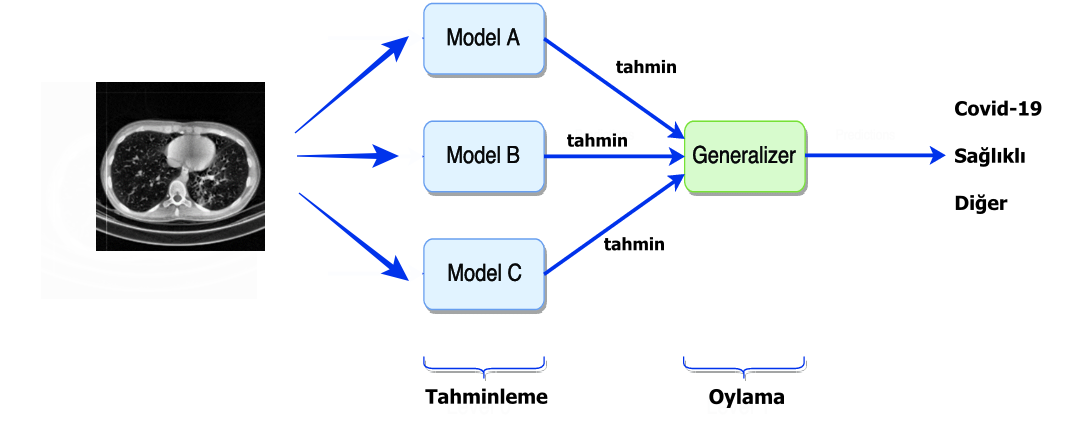 Model A
tahmin
Covid-19
tahmin
Model B
Generalizer
Sağlıklı
Diğer
tahmin
Model C
Tahminleme
Oylama